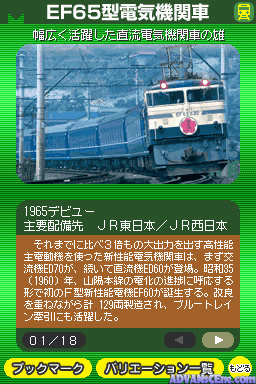 EF65型電気機関車
幅広く活躍した直流電気機関車の雄
1965デビュー
主要配備先　ＪＲ東日本／ＪＲ西日本
　それまでに比べ３倍もの大出力を出す高性能
主電動機を使った新性能電気機関車は、まず交
流機ED70が、続いて直流機ED60が登場。昭和35
（1960）年、山陽本線の電化の進捗に呼応する
形で初のＦ型新性能電機EF60が誕生する。改良
を重ねながら計 129両製造され、ブルートレイ
ン牽引にも活躍した。
01／18
ブックマーク
バリエーション一覧
もどる
ADVANSCENE.com